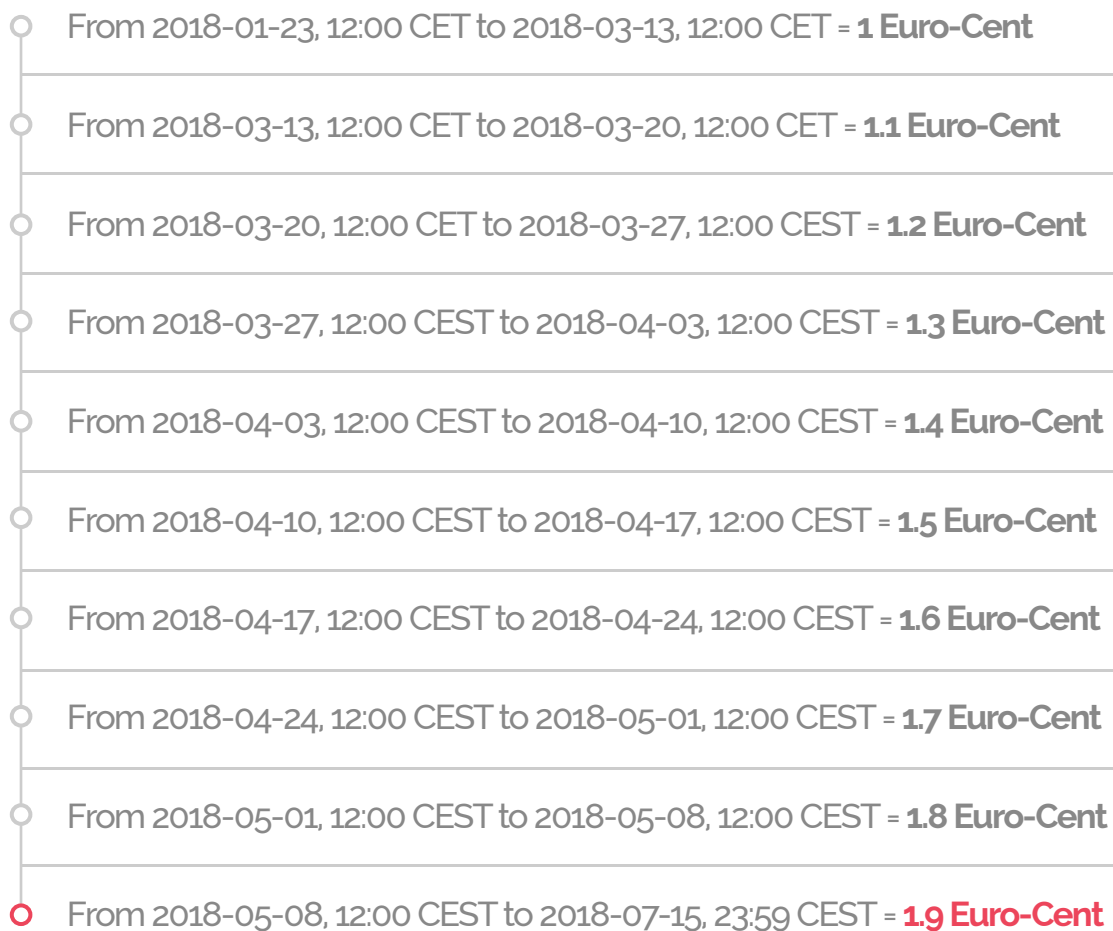 From 2018-01-23, 12:00 CET to 2018-03-13, 12:00 CET = 1 Euro-Cent
From 2018-03-13, 12:00 CET to 2018-03-20, 12:00 CET = 1.1 Euro-Cent
From 2018-03-20, 12:00 CET to 2018-03-27, 12:00 CEST = 1.2 Euro-Cent
From 2018-03-27, 12:00 CEST to 2018-04-03, 12:00 CEST = 1.3 Euro-Cent
From 2018-04-03, 12:00 CEST to 2018-04-10, 12:00 CEST = 1.4 Euro-Cent
From 2018-04-10, 12:00 CEST to 2018-04-17, 12:00 CEST = 1.5 Euro-Cent
From 2018-04-17, 12:00 CEST to 2018-04-24, 12:00 CEST = 1.6 Euro-Cent
From 2018-04-24, 12:00 CEST to 2018-05-01, 12:00 CEST = 1.7 Euro-Cent
From 2018-05-01, 12:00 CEST to 2018-05-08, 12:00 CEST = 1.8 Euro-Cent
From 2018-05-08, 12:00 CEST to 2018-07-15, 23:59 CEST = 1.9 Euro-Cent